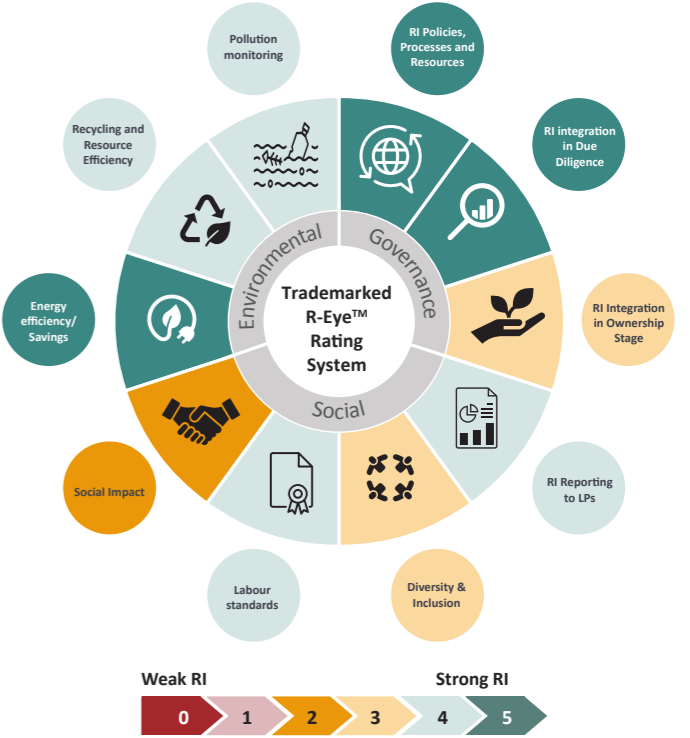 Pollution
monitoring
RI Policies,
Processes and
Resources
Recycling and
Resource
Efficiency
RI integration
in Due
Diligence
Energy
efficiency/
Savings
RI Integration
in Ownership
Stage
Environmental
Governance
Social
Trademarked
R-Eye™
Rating
System
Social Impact
RI Reporting
to LPs
Labour
standards
Diversity &
Inclusion
Weak RI
Strong RI
0 1 2 3 4 5